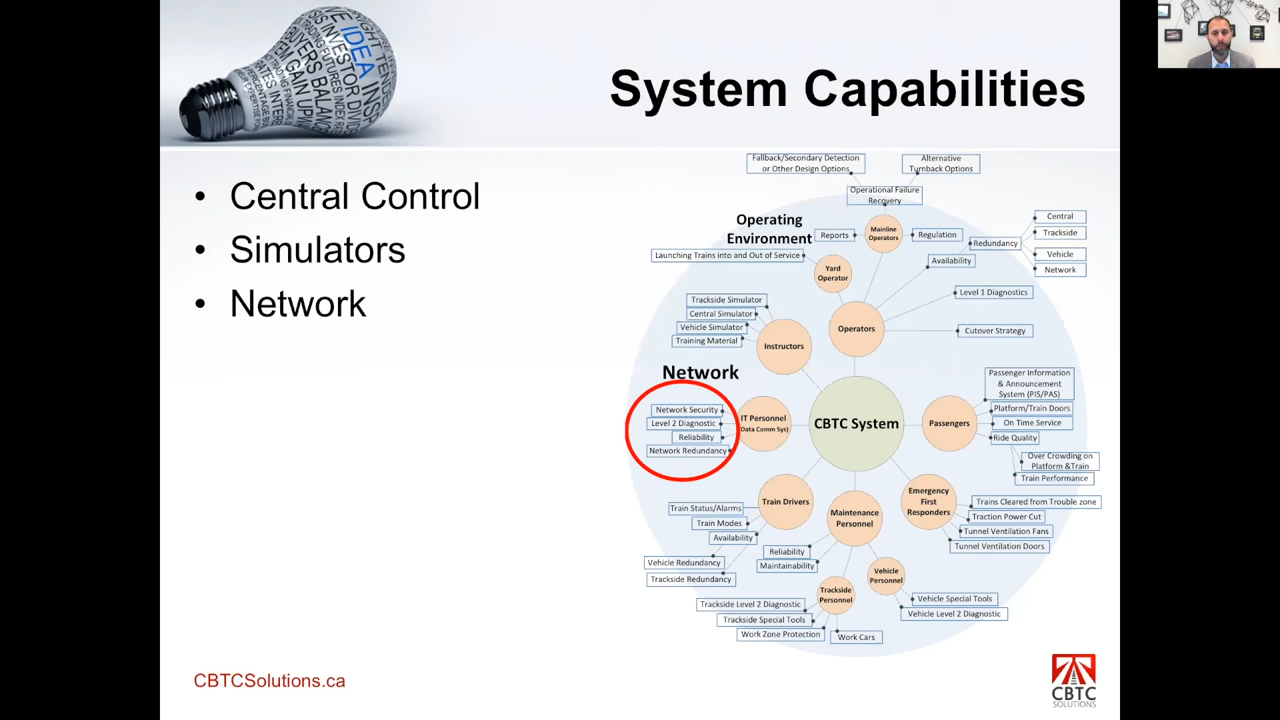 System Capabilities
• Central Control
• Simulators
• Network
IDEA
Fallback/Secondary Detection
or Other Design Options
Alternative
Turnback Options
Operational Failure
Recovery
Operating
Environment
Reports
Mainline
Operators
Regulation
Redundancy
Central
Trackside
Vehicle
Network
Launching Trains into and Out of Service
Yard
Operator
Availability
Level 1 Diagnostics
Trackside Simulator
Central Simulator
Vehicle Simulator
Training Material
Instructors
Operators
Cutover Strategy
Network
Network Security
Level 2 Diagnostic
Reliability
Network Redundancy
IT Personnel
(Data Comm Sys)
CBTC System
Passengers
Passenger Information
& Announcement
System (PIS/PAS)
Platform/Train Doors
On Time Service
Ride Quality
Over Crowding on
Platform &Train
Train Performance
Train Status/Alarms
Train Modes
Availability
Vehicle Redundancy
Trackside Redundancy
Train Drivers
Maintenance
Personnel
Reliability
Maintainability
Emergency
First
Responders
Trains Cleared from Trouble zone
Traction Power Cut
Tunnel Ventilation Fans
Tunnel Ventilation Doors
Trackside
Personnel
Trackside Level 2 Diagnostic
Trackside Special Tools
Work Zone Protection
Work Cars
Vehicle
Personnel
Vehicle Special Tools
Vehicle Level 2 Diagnostic
CBTCSolutions.ca
CBTC
SOLUTIONS